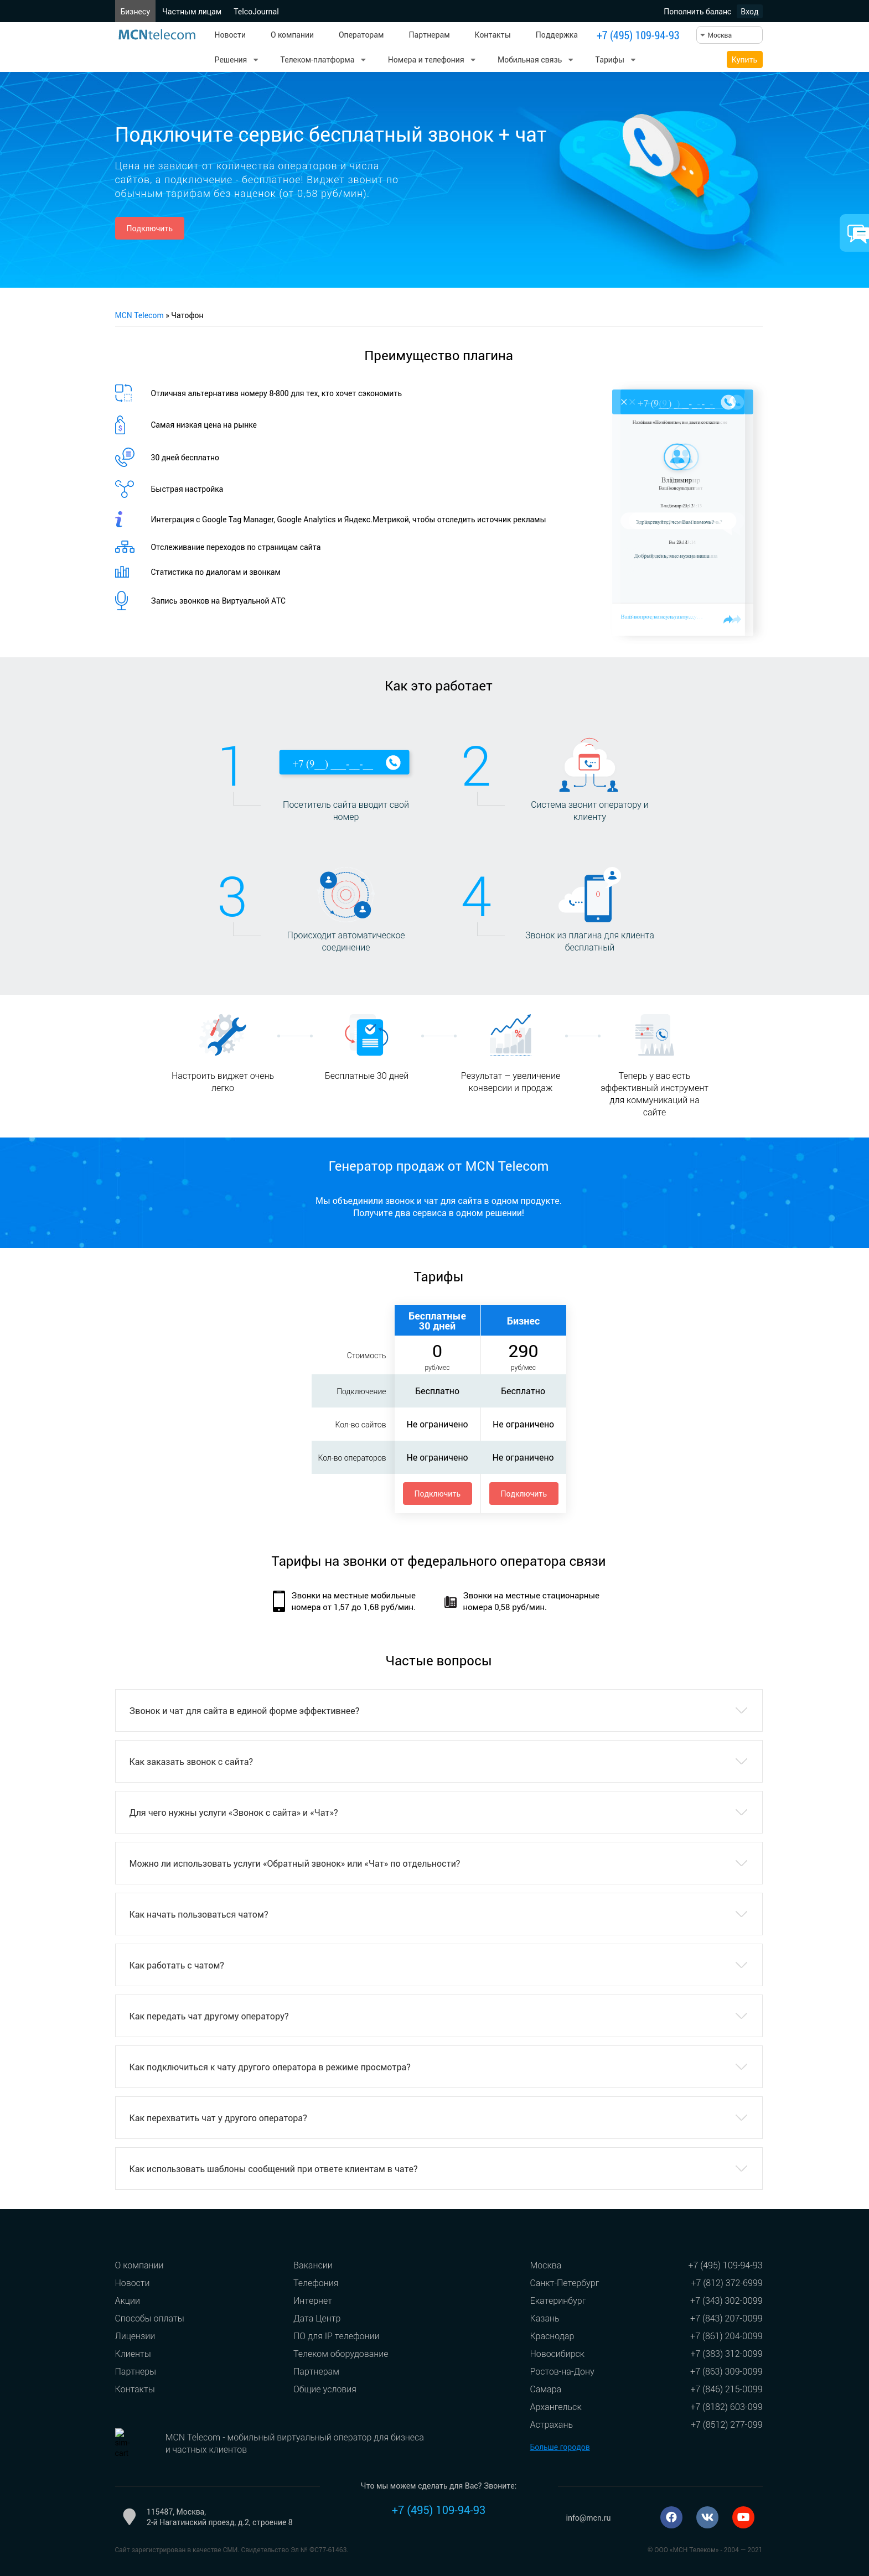 Бизнесу Частным лицам TelcoJournal Пополнить баланс Вход
MCNtelecom Новости О компании Операторам Партнерам Контакты Поддержка +7 (495) 109-94-93 Москва
Решения Телеком-платформа Номера и телефония Мобильная связь Тарифы Купить
Подключите сервис бесплатный звонок + чат
Цена не зависит от количества операторов и числа
сайтов, а подключение - бесплатное! Виджет звонит по
обычным тарифам без наценок (от 0,58 руб/мин).
Подключить
MCN Telecom » Чатофон
Преимущество плагина
Отличная альтернатива номеру 8-800 для тех, кто хочет сэкономить
Самая низкая цена на рынке
30 дней бесплатно
Быстрая настройка
Интеграция с Google Tag Manager, Google Analytics и Яндекс.Метрикой, чтобы отследить источник рекламы
Отслеживание переходов по страницам сайта
Статистика по диалогам и звонкам
Запись звонков на Виртуальной АТС
+7 (9__) ___-__-__
Владимир
Как это работает
1
+7 (9__) ___-__-__
Посетитель сайта вводит свой
номер
2
Система звонит оператору и
клиенту
3
Происходит автоматическое
соединение
4
0
Звонок из плагина для клиента
бесплатный
%
Настроить виджет очень
легко
Бесплатные 30 дней
Результат – увеличение
конверсии и продаж
Теперь у вас есть
эффективный инструмент
для коммуникаций на
сайте
Генератор продаж от MCN Telecom
Мы объединили звонок и чат для сайта в одном продукте.
Получите два сервиса в одном решении!
Тарифы
Бесплатные
30 дней
Бизнес
Стоимость 0 290
руб/мес руб/мес
Подключение Бесплатно Бесплатно
Кол-во сайтов Не ограничено Не ограничено
Кол-во операторов Не ограничено Не ограничено
Подключить Подключить
Тарифы на звонки от федерального оператора связи
Звонки на местные мобильные
номера от 1,57 до 1,68 руб/мин.
Звонки на местные стационарные
номера 0,58 руб/мин.
Частые вопросы
Звонок и чат для сайта в единой форме эффективнее?
Как заказать звонок с сайта?
Для чего нужны услуги «Звонок с сайта» и «Чат»?
Можно ли использовать услуги «Обратный звонок» или «Чат» по отдельности?
Как начать пользоваться чатом?
Как работать с чатом?
Как передать чат другому оператору?
Как подключиться к чату другого оператора в режиме просмотра?
Как перехватить чат у другого оператора?
Как использовать шаблоны сообщений при ответе клиентам в чате?
О компании Вакансии Москва +7 (495) 109-94-93
Новости Телефония Санкт-Петербург +7 (812) 372-6999
Акции Интернет Екатеринбург +7 (343) 302-0099
Способы оплаты Дата Центр Казань +7 (843) 207-0099
Лицензии ПО для IP телефонии Краснодар +7 (861) 204-0099
Клиенты Телеком оборудование Новосибирск +7 (383) 312-0099
Партнеры Партнерам Ростов-на-Дону +7 (863) 309-0099
Контакты Общие условия Самара +7 (846) 215-0099
Архангельск +7 (8182) 603-099
Астрахань +7 (8512) 277-099
MCN Telecom - мобильный виртуальный оператор для бизнеса
и частных клиентов
Больше городов
Что мы можем сделать для Вас? Звоните:
115487, Москва,
2-й Нагатинский проезд, д.2, строение 8
+7 (495) 109-94-93
info@mcn.ru
Сайт зарегистрирован в качестве СМИ. Свидетельство Эл № ФС77-61463.
© ООО «МСН Телеком» - 2004 — 2021